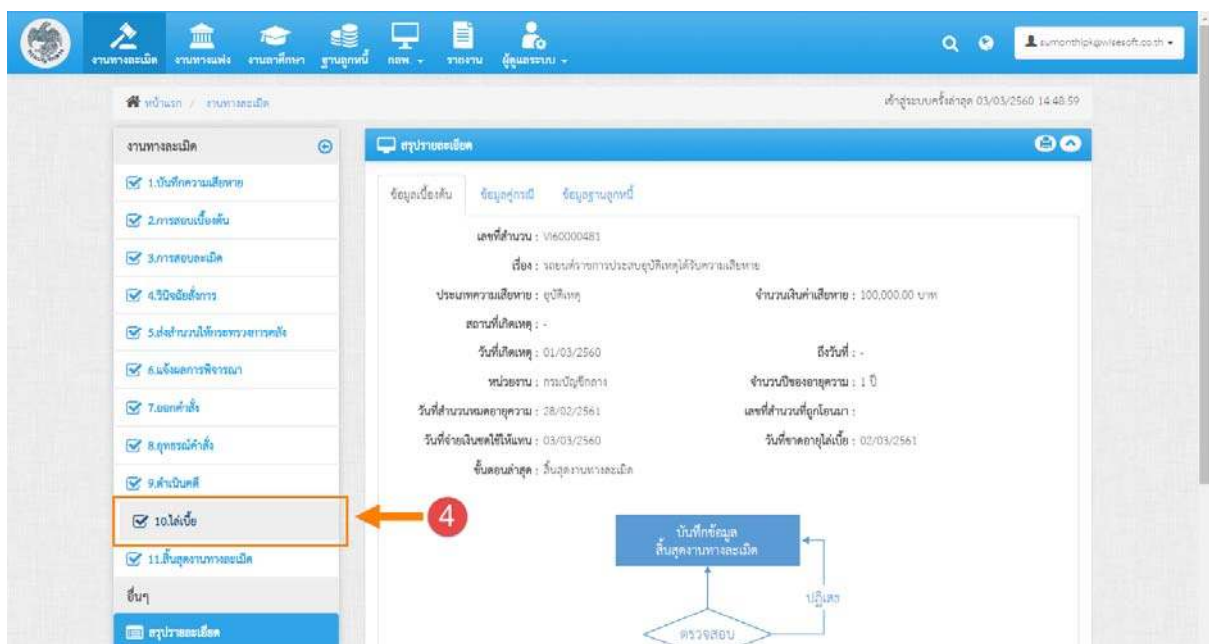 งานทางละเมิด งานทางแพ่ง งานอาศึกษา ฐานลูกหนี้ กลพ. รายงาน ผู้ดูแลระบบ
sumonthipk@wisesoft.co.th
หน้าแรก / งานทางละเมิด
เข้าสู่ระบบครั้งล่าสุด 03/03/2560 14:48:59
งานทางละเมิด
1.บันทึกความเสียหาย
2.การสอบเบื้องต้น
3.การสอบละเมิด
4.วินิจฉัยสั่งการ
5.ส่งสำนวนให้กระทรวงการคลัง
6.แจ้งผลการพิจารณา
7.ออกคำสั่ง
8.อุทธรณ์คำสั่ง
9.ดำเนินคดี
10.ไล่เบี้ย
4
11.สิ้นสุดงานทางละเมิด
อื่นๆ
สรุปรายละเอียด
สรุปรายละเอียด
ข้อมูลเบื้องต้น ข้อมูลคู่กรณี ข้อมูลฐานลูกหนี้
เลขที่สำนวน : VI60000481
เรื่อง : รถยนต์ราชการประสบอุบัติเหตุได้รับความเสียหาย
ประเภทความเสียหาย : อุบัติเหตุ จำนวนเงินค่าเสียหาย : 100,000.00 บาท
สถานที่เกิดเหตุ : -
วันที่เกิดเหตุ : 01/03/2560 ถึงวันที่ : -
หน่วยงาน : กรมบัญชีกลาง จำนวนปีของอายุความ : 1 ปี
วันที่สำนวนหมดอายุความ : 28/02/2561 เลขที่สำนวนที่ถูกโอนมา :
วันที่จ่ายเงินชดใช้ให้แทน : 03/03/2560 วันที่ขาดอายุไล่เบี้ย : 02/03/2561
ขั้นตอนล่าสุด : สิ้นสุดงานทางละเมิด
บันทึกข้อมูล
สิ้นสุดงานทางละเมิด
ปฏิเสธ
ตรวจสอบ